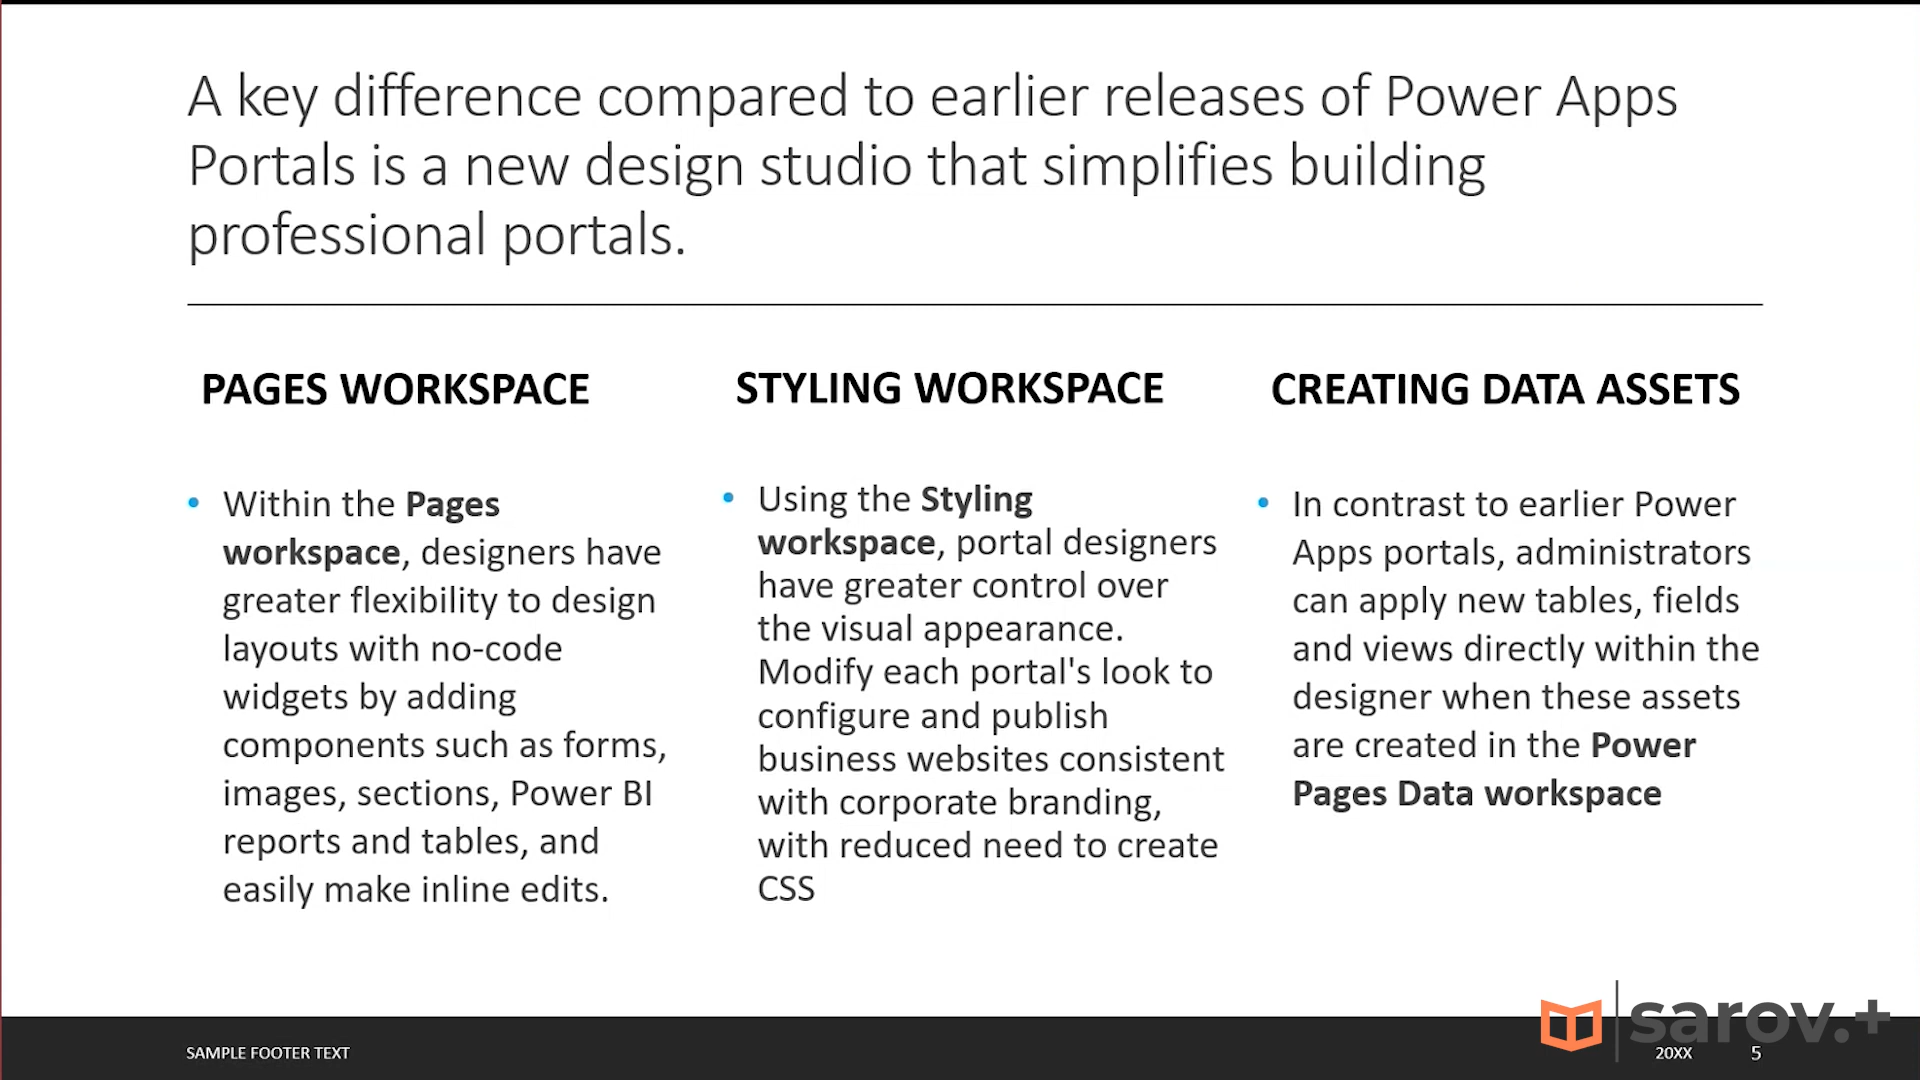 A key difference compared to earlier releases of Power Apps
Portals is a new design studio that simplifies building
professional portals.
PAGES WORKSPACE
• Within the Pages
workspace, designers have
greater flexibility to design
layouts with no-code
widgets by adding
components such as forms,
images, sections, Power BI
reports and tables, and
easily make inline edits.
STYLING WORKSPACE
• Using the Styling
workspace, portal designers
have greater control over
the visual appearance.
Modify each portal's look to
configure and publish
business websites consistent
with corporate branding,
with reduced need to create
CSS
CREATING DATA ASSETS
• In contrast to earlier Power
Apps portals, administrators
can apply new tables, fields
and views directly within the
designer when these assets
are created in the Power
Pages Data workspace
sarov.+
SAMPLE FOOTER TEXT
20XX
5